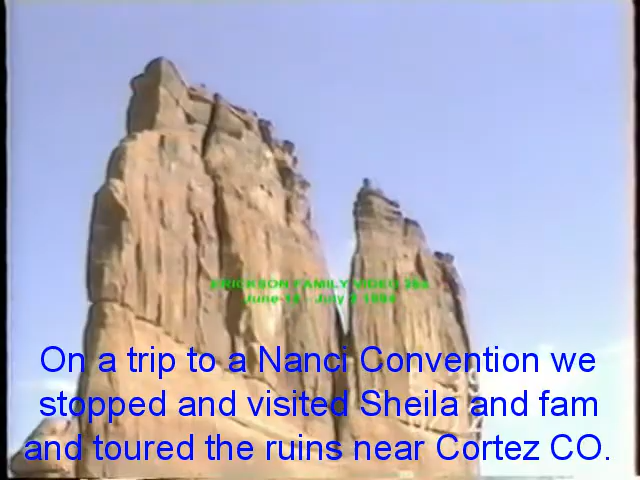 ERICKSON FAMILY VIDEO
June July
On a trip to a Nanci Convention we
stopped and visited Sheila and fam
and toured the ruins near Cortez CO.